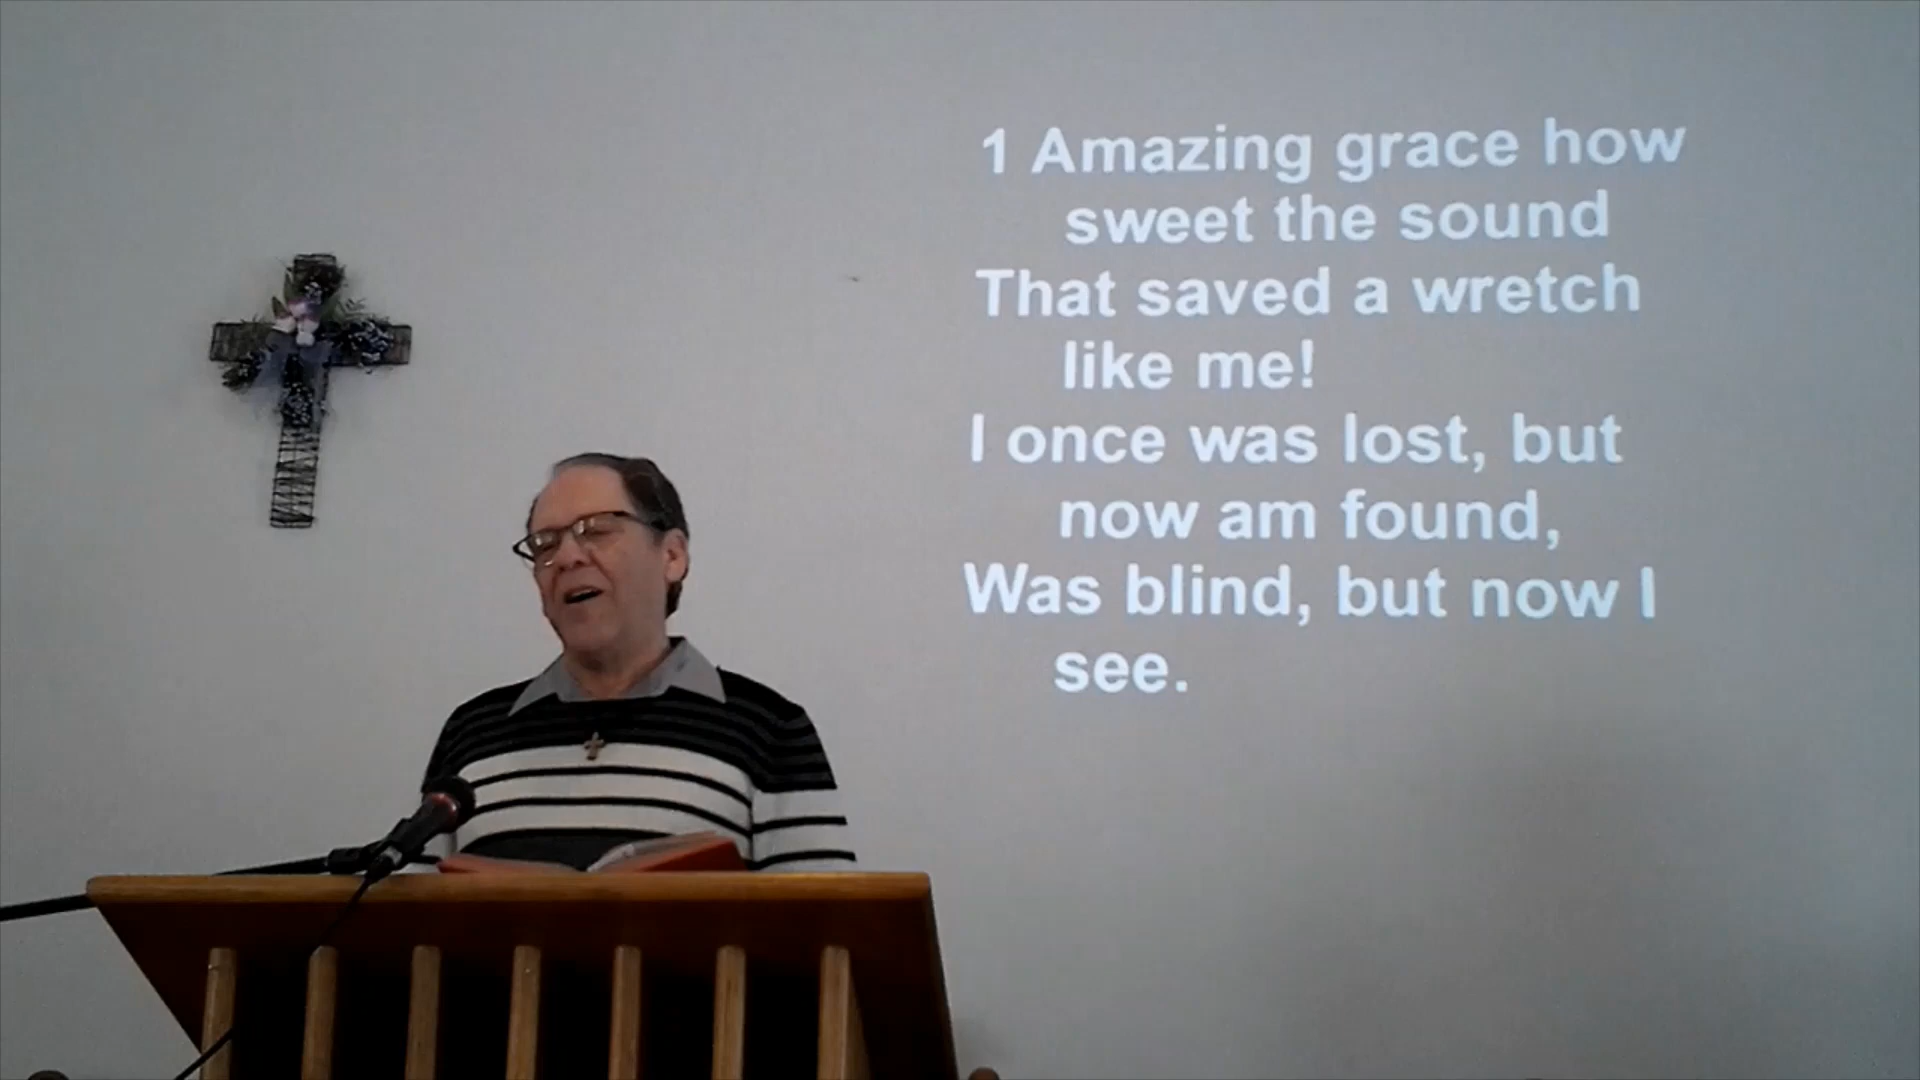 1 Amazing grace how
sweet the sound
That saved a wretch
like me!
I once was lost, but
now am found,
Was blind, but now I
see.